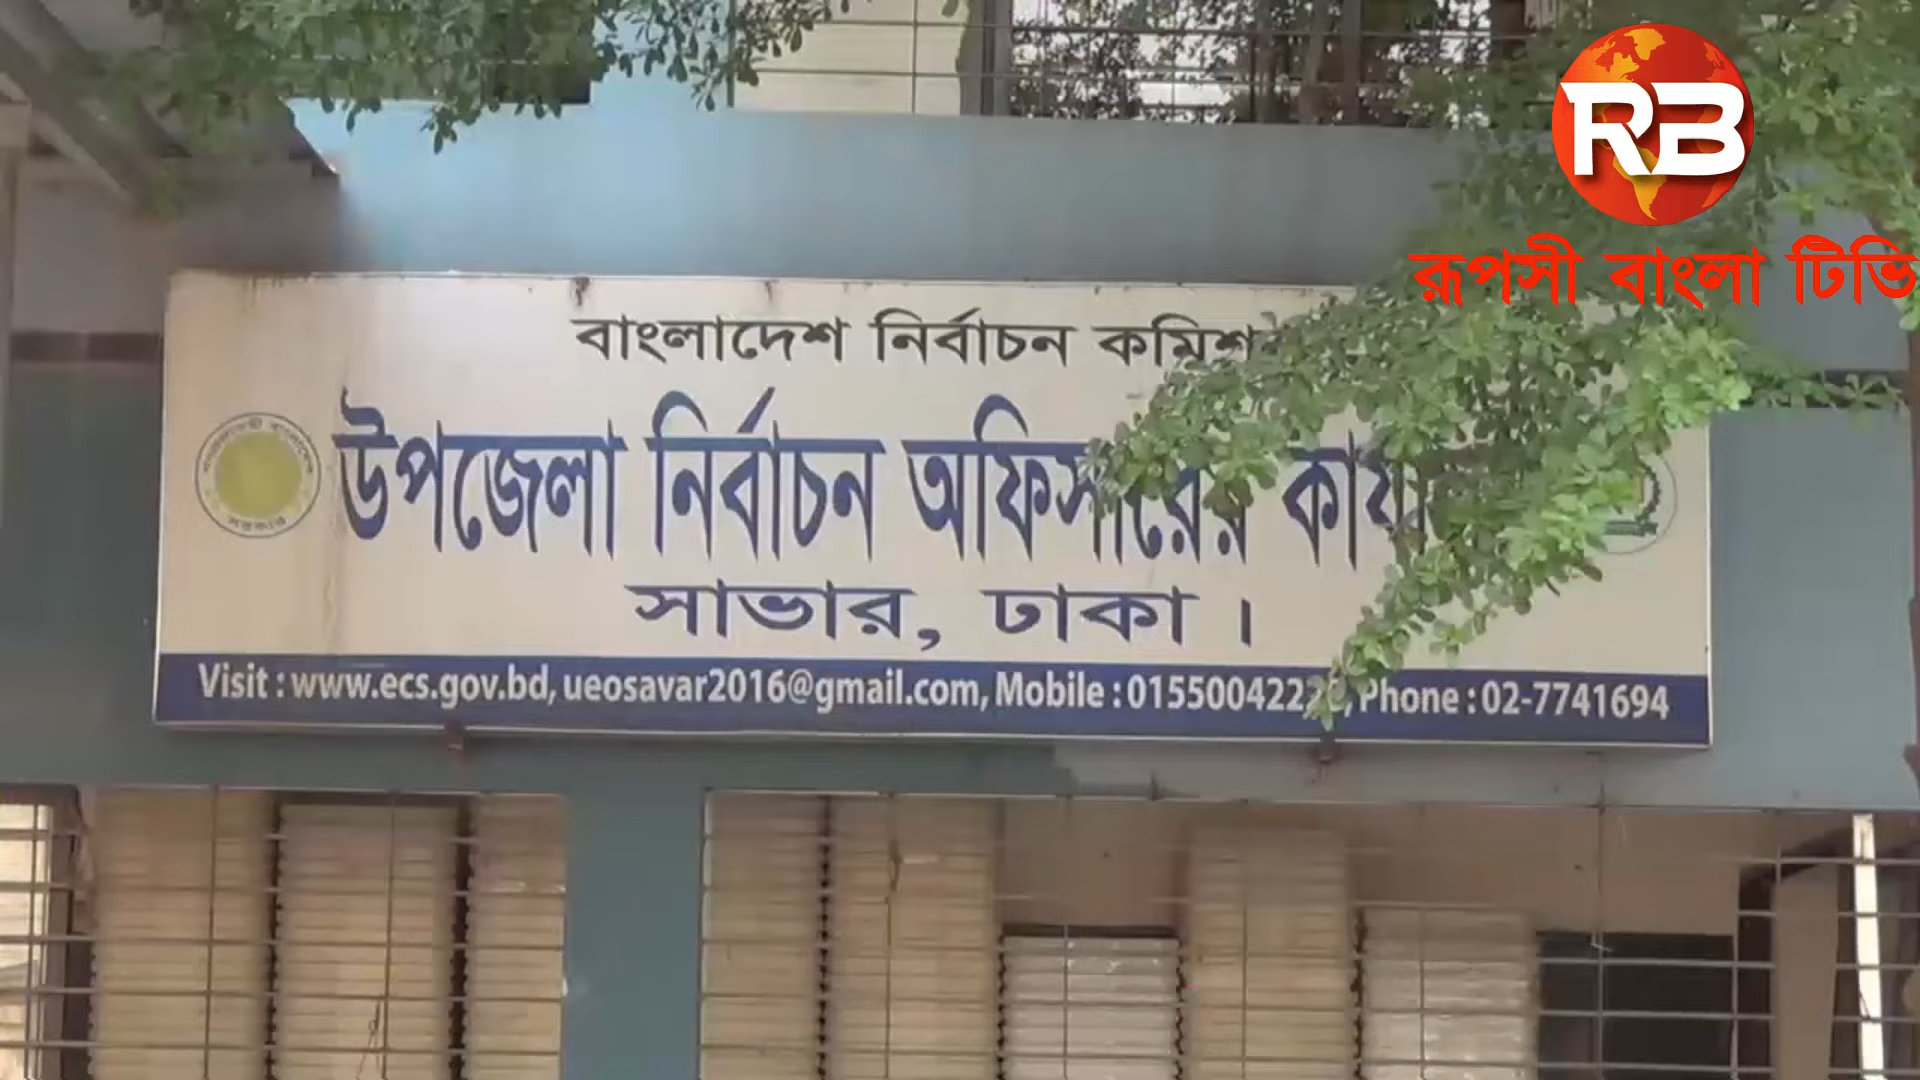 RB
রূপসী বাংলা টিভি
বাংলাদেশ নির্বাচন
উপজেলা নির্বাচন অফিসারের
সাভার, ঢাকা ।
Visit : www.ecs.gov.bd, ueosavar2016@gmail.com, Mobile : Phone : 02-7741694